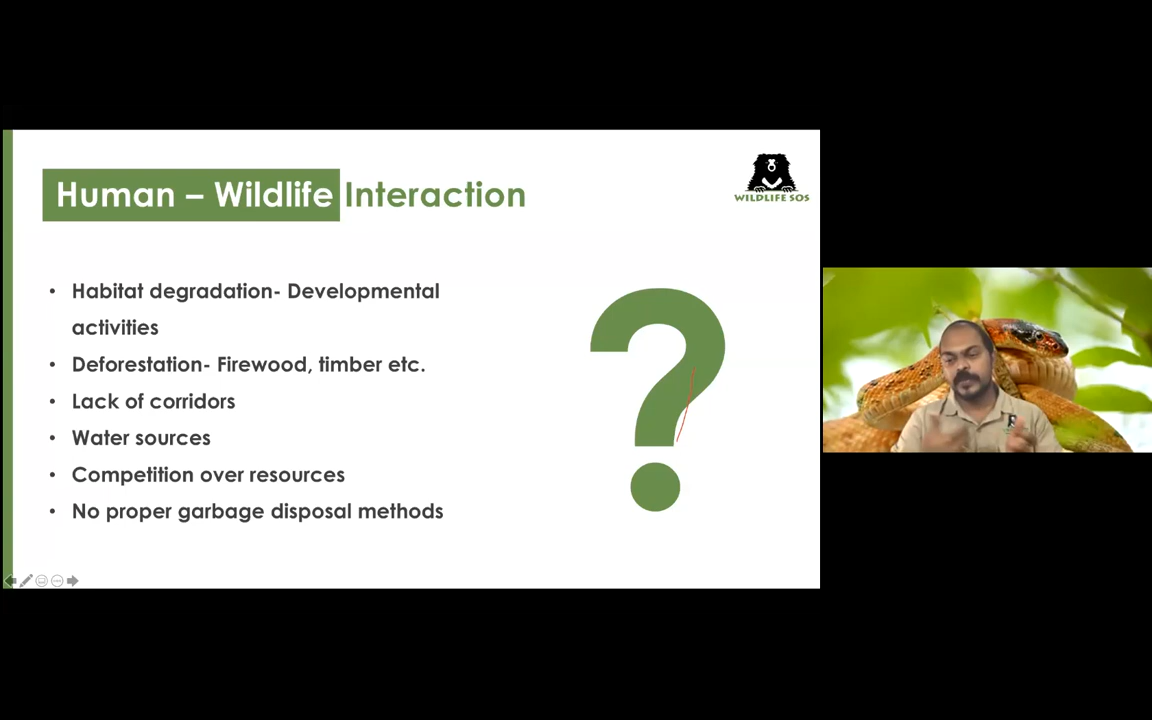 Human – Wildlife Interaction
WILDLIFE SOS
• Habitat degradation- Developmental
activities
• Deforestation- Firewood, timber etc.
• Lack of corridors
• Water sources
• Competition over resources
• No proper garbage disposal methods
?